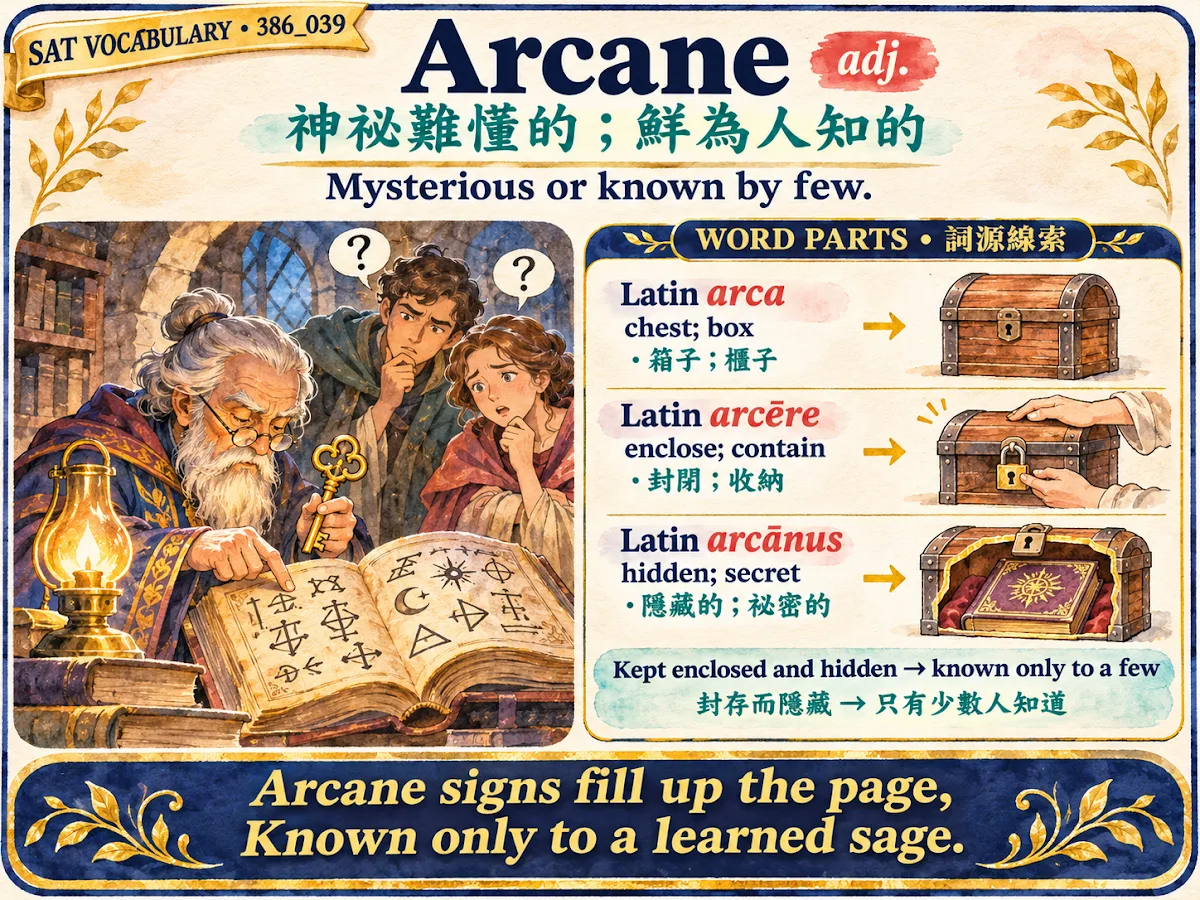 SAT VOCABULARY • 386_039
Arcane adj.
神祕難懂的；鮮為人知的
Mysterious or known by few.
?
?
WORD PARTS • 詞源線索
Latin arca
chest; box
• 箱子；櫃子
Latin arcēre
enclose; contain
• 封閉；收納
Latin arcānus
hidden; secret
• 隱藏的；祕密的
Kept enclosed and hidden → known only to a few
封存而隱藏 → 只有少數人知道
Arcane signs fill up the page,
Known only to a learned sage.